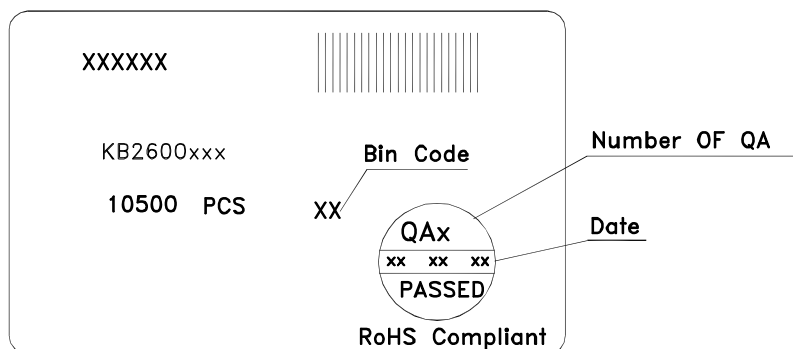 XXXXXX
Number OF QA
KB2600xxx
Bin Code
10500 PCS
XX
Date
QAx
xx xx xx
PASSED
RoHS Compliant